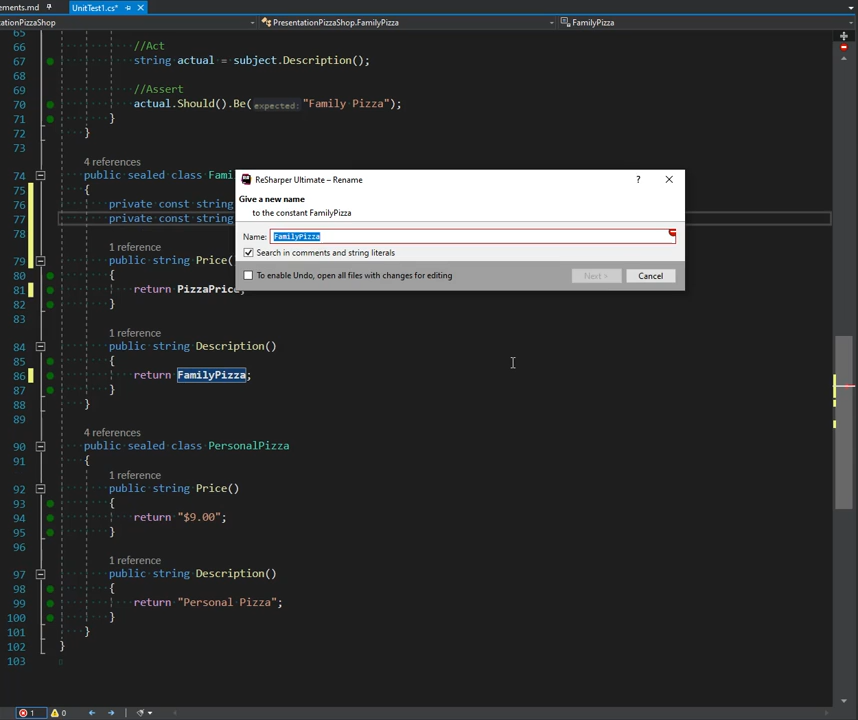 ements.md
UnitTest1.cs*
ationPizzaShop
PresentationPizzaShop.FamilyPizza
FamilyPizza
65
66 //Act
67 string actual = subject.Description();
68
69 //Assert
70 actual.Should().Be(expected: "Family Pizza");
71 }
72 }
73
4 references
74 public sealed class Fami
75 {
76 private const string
77 private const string
78
1 reference
79 public string Price(
80 {
81 return PizzaPrice;
82 }
83
1 reference
84 public string Description()
85 {
86 return FamilyPizza;
87 }
88 }
89
4 references
90 public sealed class PersonalPizza
91 {
1 reference
92 public string Price()
93 {
94 return "$9.00";
95 }
96
1 reference
97 public string Description()
98 {
99 return "Personal Pizza";
100 }
101 }
102 }
103
ReSharper Ultimate – Rename
Give a new name
to the constant FamilyPizza
Name: FamilyPizza
Search in comments and string literals
To enable Undo, open all files with changes for editing
Next >
Cancel
1
0